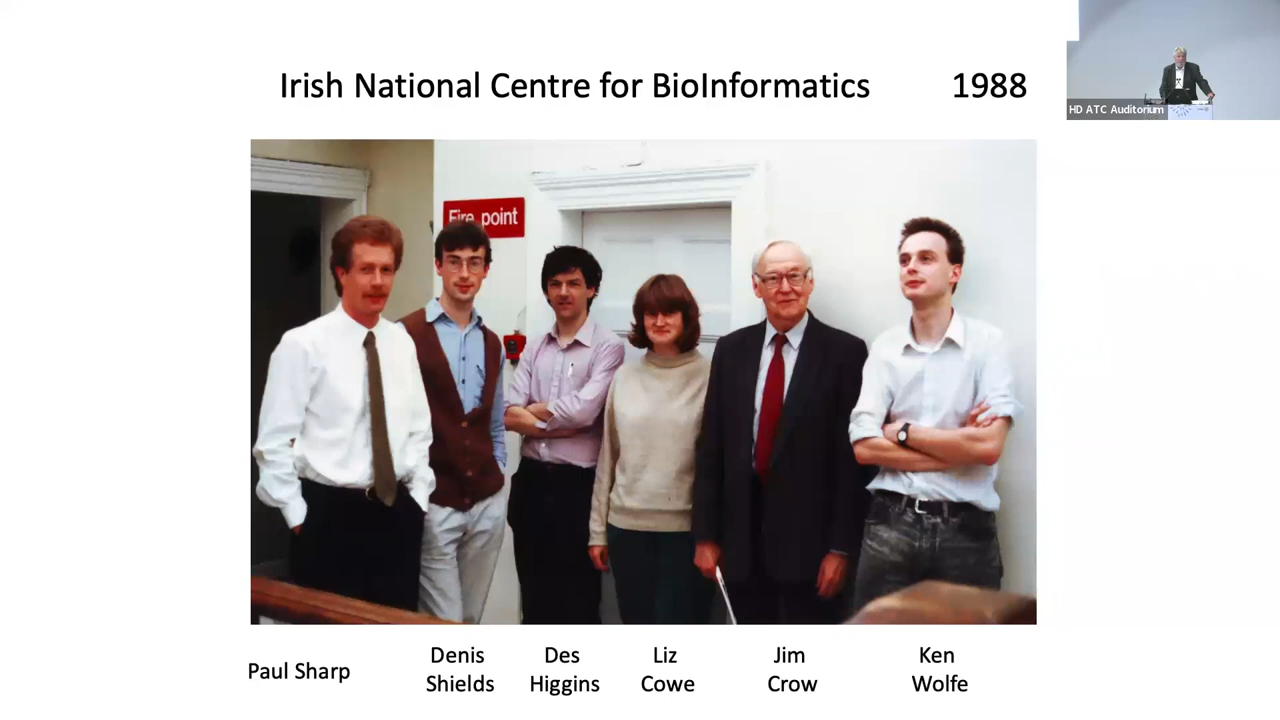 Irish National Centre for BioInformatics 1988
HD ATC Auditorium
Fire point
Paul Sharp
Denis Shields
Des Higgins
Liz Cowe
Jim Crow
Ken Wolfe